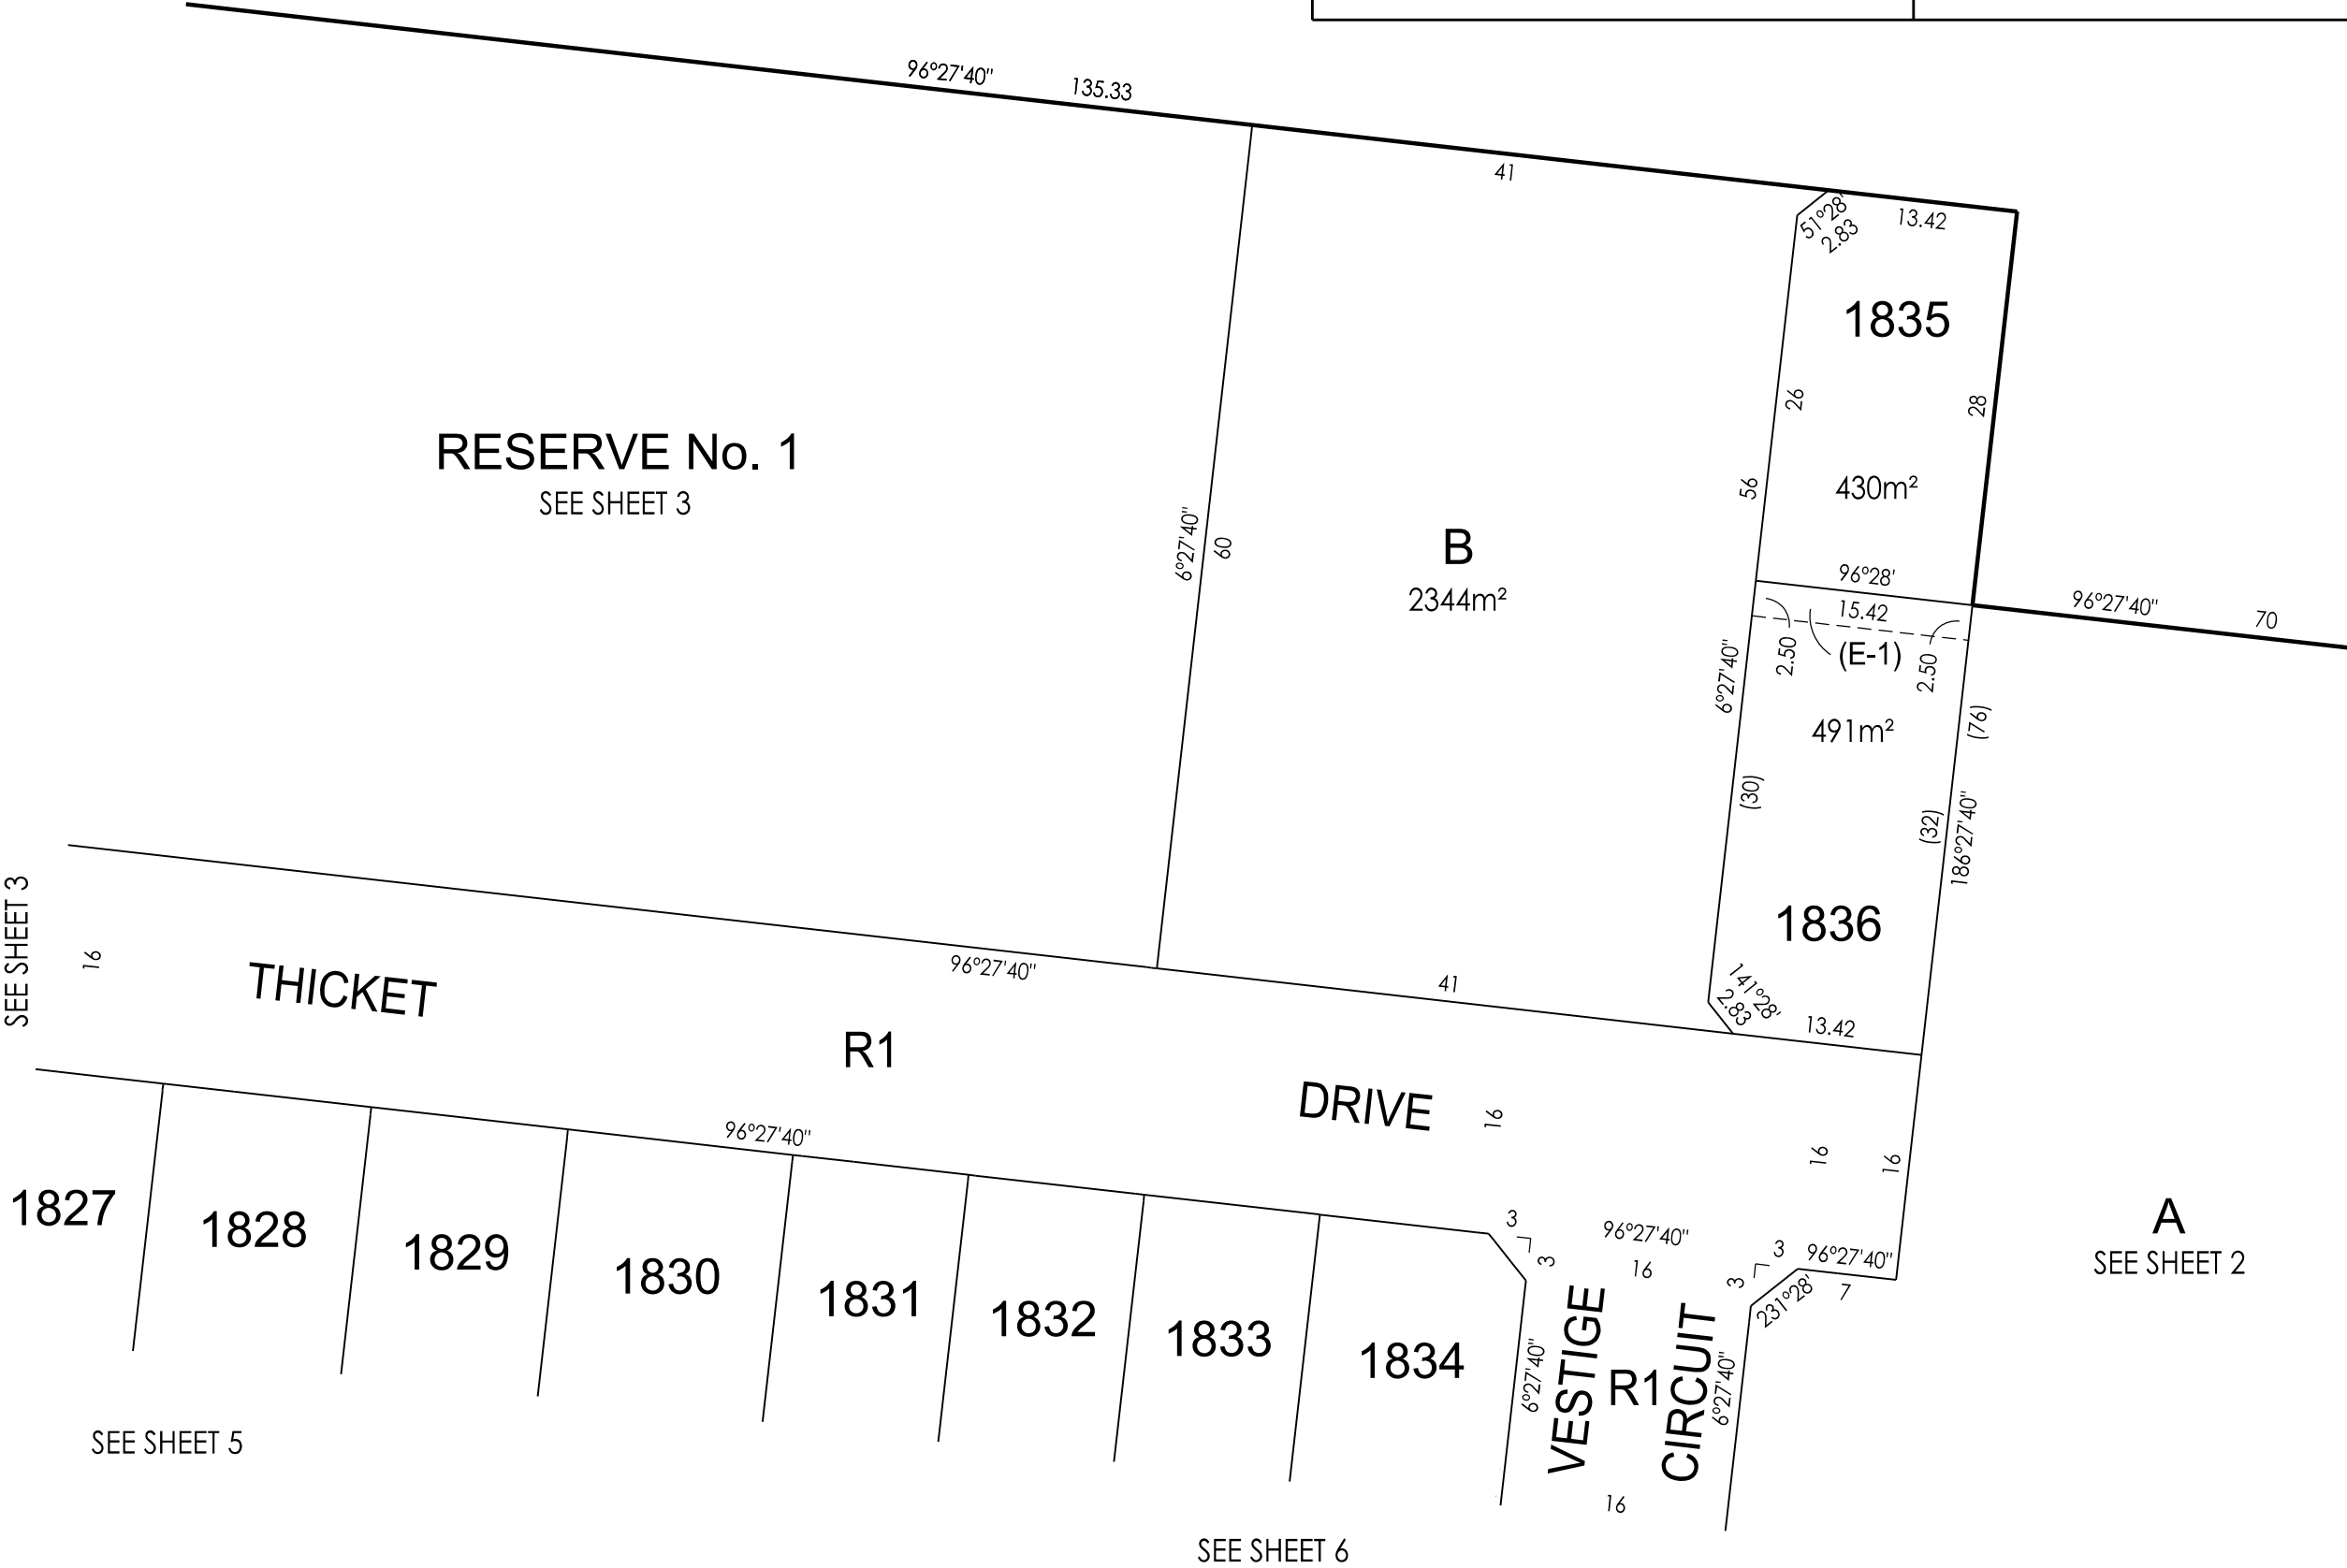 96°27'40" 135.33
41
51°28'
2.83
13.42
1835
26
28
56
430m²
RESERVE No. 1
SEE SHEET 3
6°27'40"
60
B
2344m²
96°28'
15.42
96°27'40" 70
2.50
(E-1)
2.50
6°27'40"
491m²
(76)
(30)
(32)
186°27'40"
1836
141°28'
2.83
13.42
SEE SHEET 3
16
THICKET
96°27'40"
41
R1
DRIVE
16
16
16
96°27'40"
1827
1828
1829
1830
1831
1832
1833
1834
3
3
96°27'40"
16
3
3
96°27'40"
7
231°28'
A
SEE SHEET 2
6°27'40"
VESTIGE
R1
CIRCUIT
6°27'40"
16
SEE SHEET 5
SEE SHEET 6